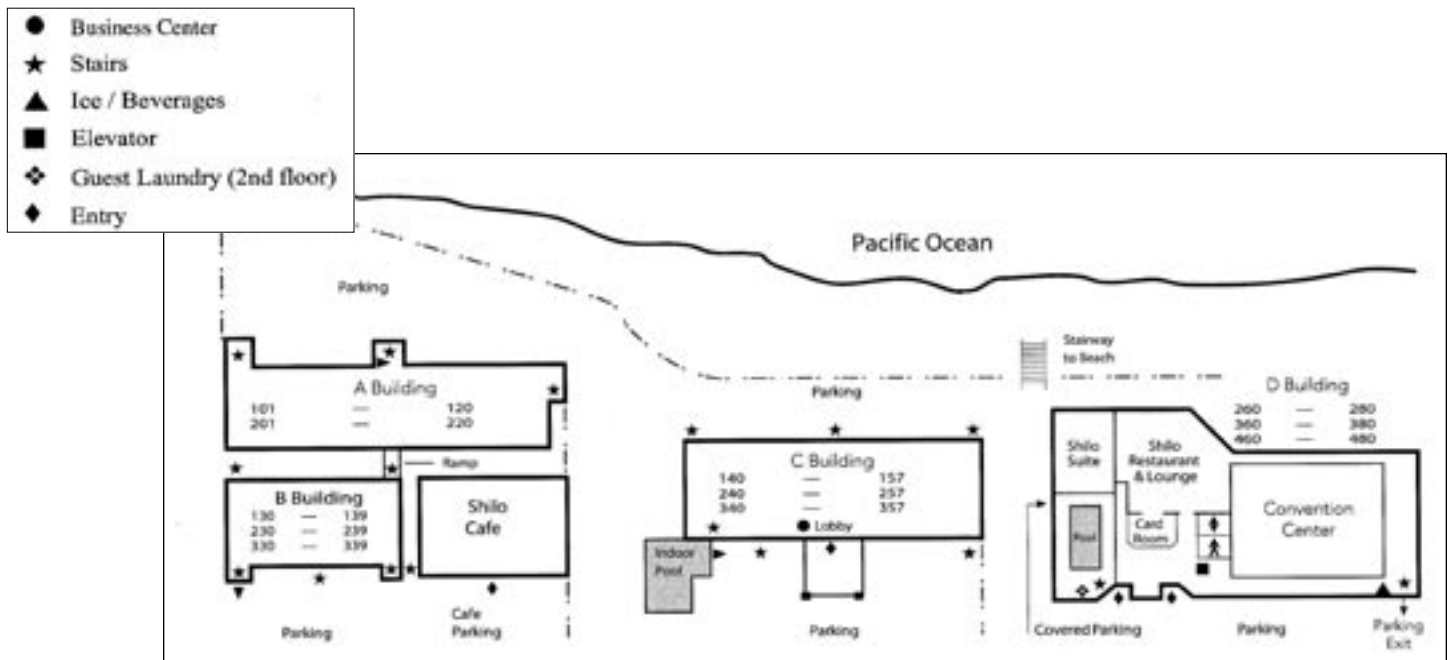 Business Center
Stairs
Ice / Beverages
Elevator
Guest Laundry (2nd floor)
Entry
Pacific Ocean
Parking
Stairway
to Beach
Parking
A Building
101 — 120
201 — 220
Ramp
B Building
130 — 139
230 — 239
330 — 339
Shilo
Cafe
Parking
Cafe
Parking
C Building
140 — 157
240 — 257
340 — 357
Lobby
Indoor
Pool
Parking
D Building
260 — 280
360 — 380
460 — 480
Shilo
Suite
Shilo
Restaurant
& Lounge
Pool
Card
Room
Convention
Center
Covered Parking
Parking
Parking
Exit